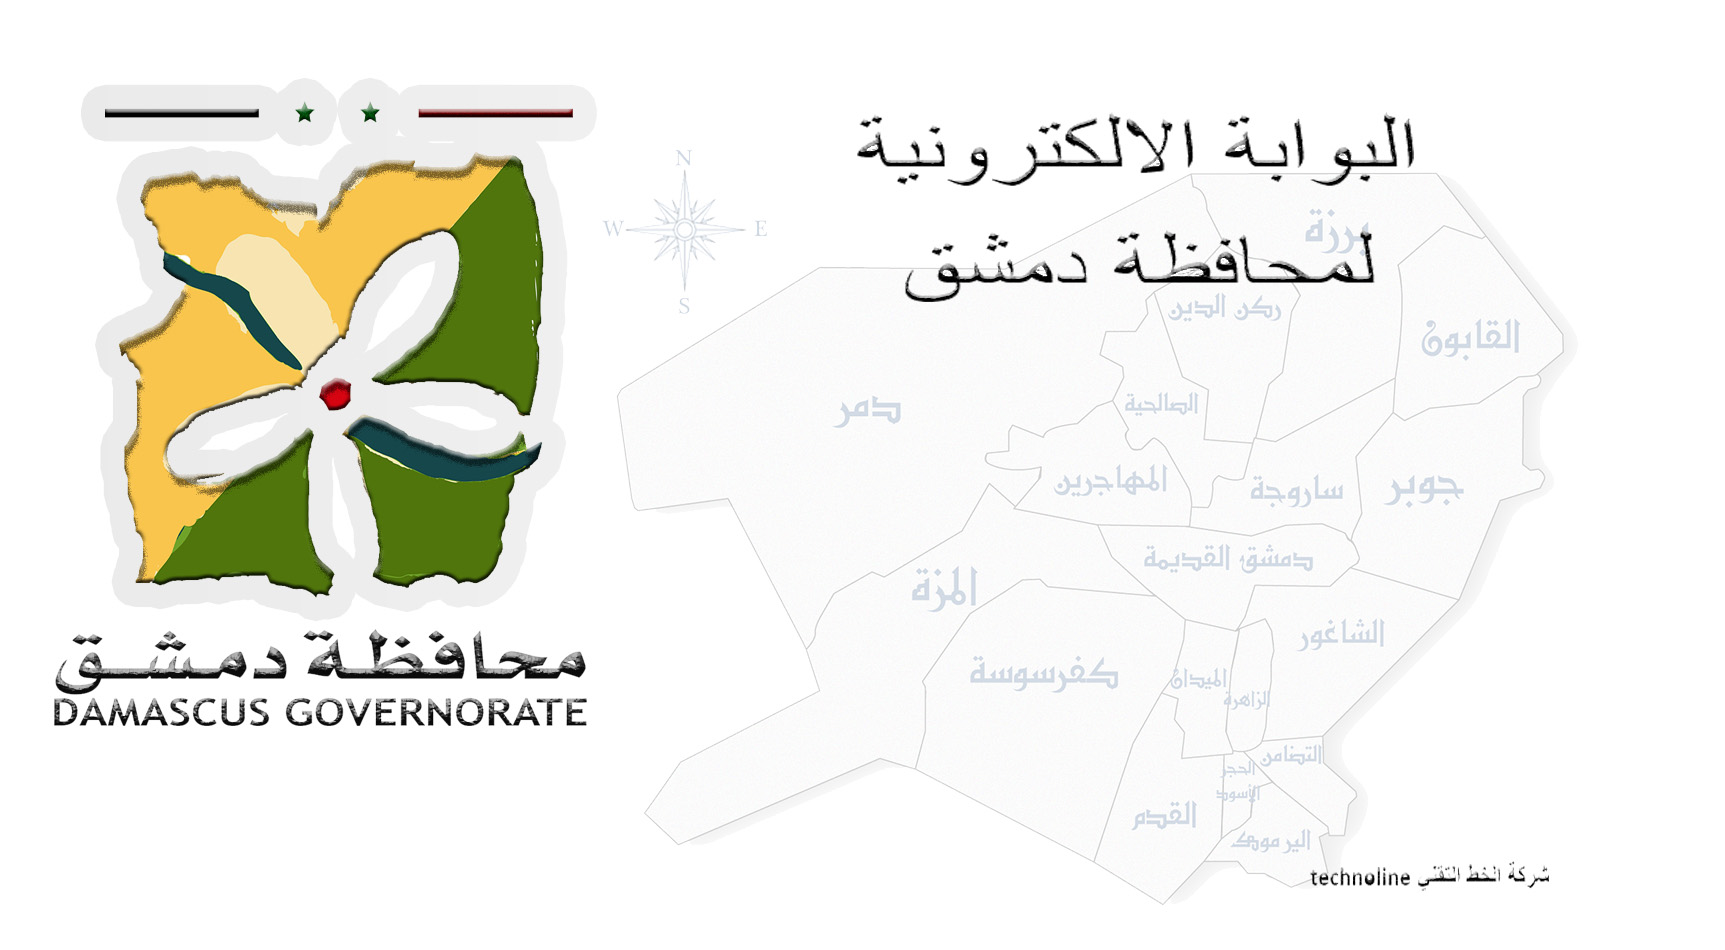 البوابة الالكترونية
لمحافظة دمشق
محافظة دمشق
DAMASCUS GOVERNORATE
N
W
E
S
برزة
ركن الدين
القابون
دمر
الصالحية
المهاجرين
ساروجة
جوبر
دمشق القديمة
المزة
الشاغور
كفرسوسة
الميدان
الزاهرة
التضامن
الحجر
الأسود
القدم
اليرموك
شركة الخط التقني technoline